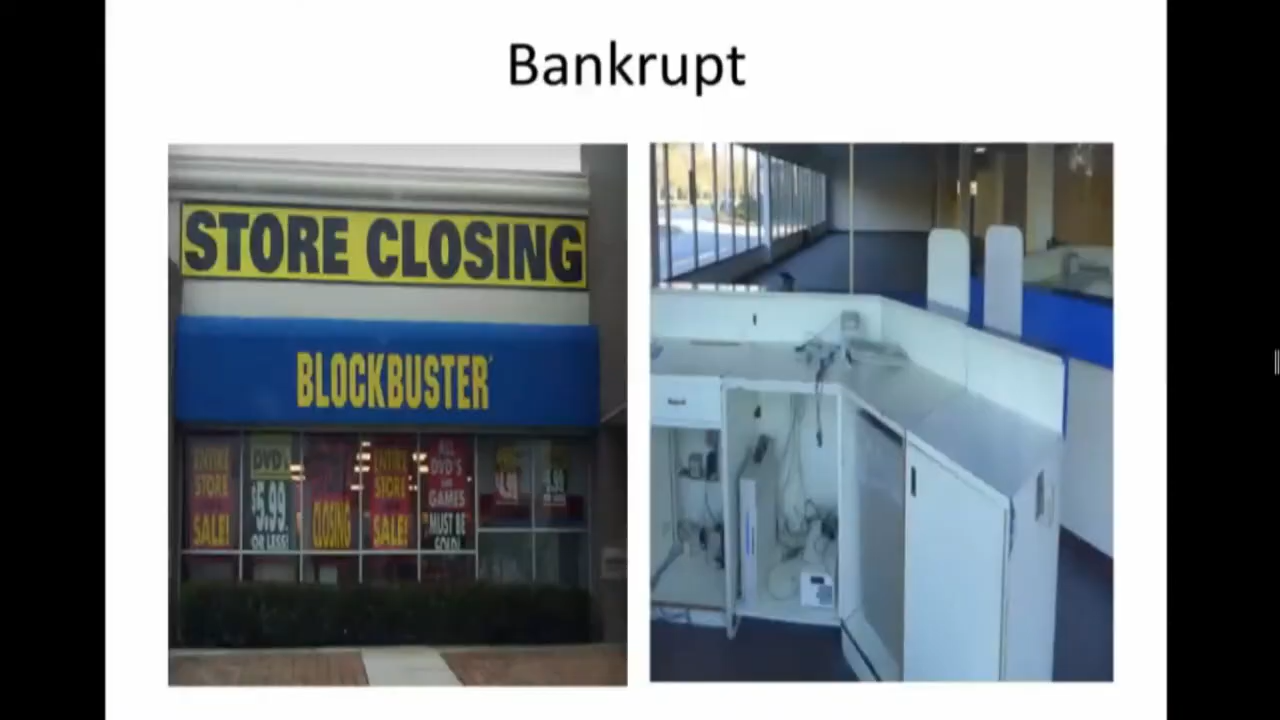 Bankrupt
STORE CLOSING
BLOCKBUSTER
ENTIRE
STORE
SALE!
DVD's
$5.99
OR LESS!
CLOSING
ENTIRE
STORE
SALE!
ALL
DVD'S
AND
GAMES
MUST BE
SOLD!